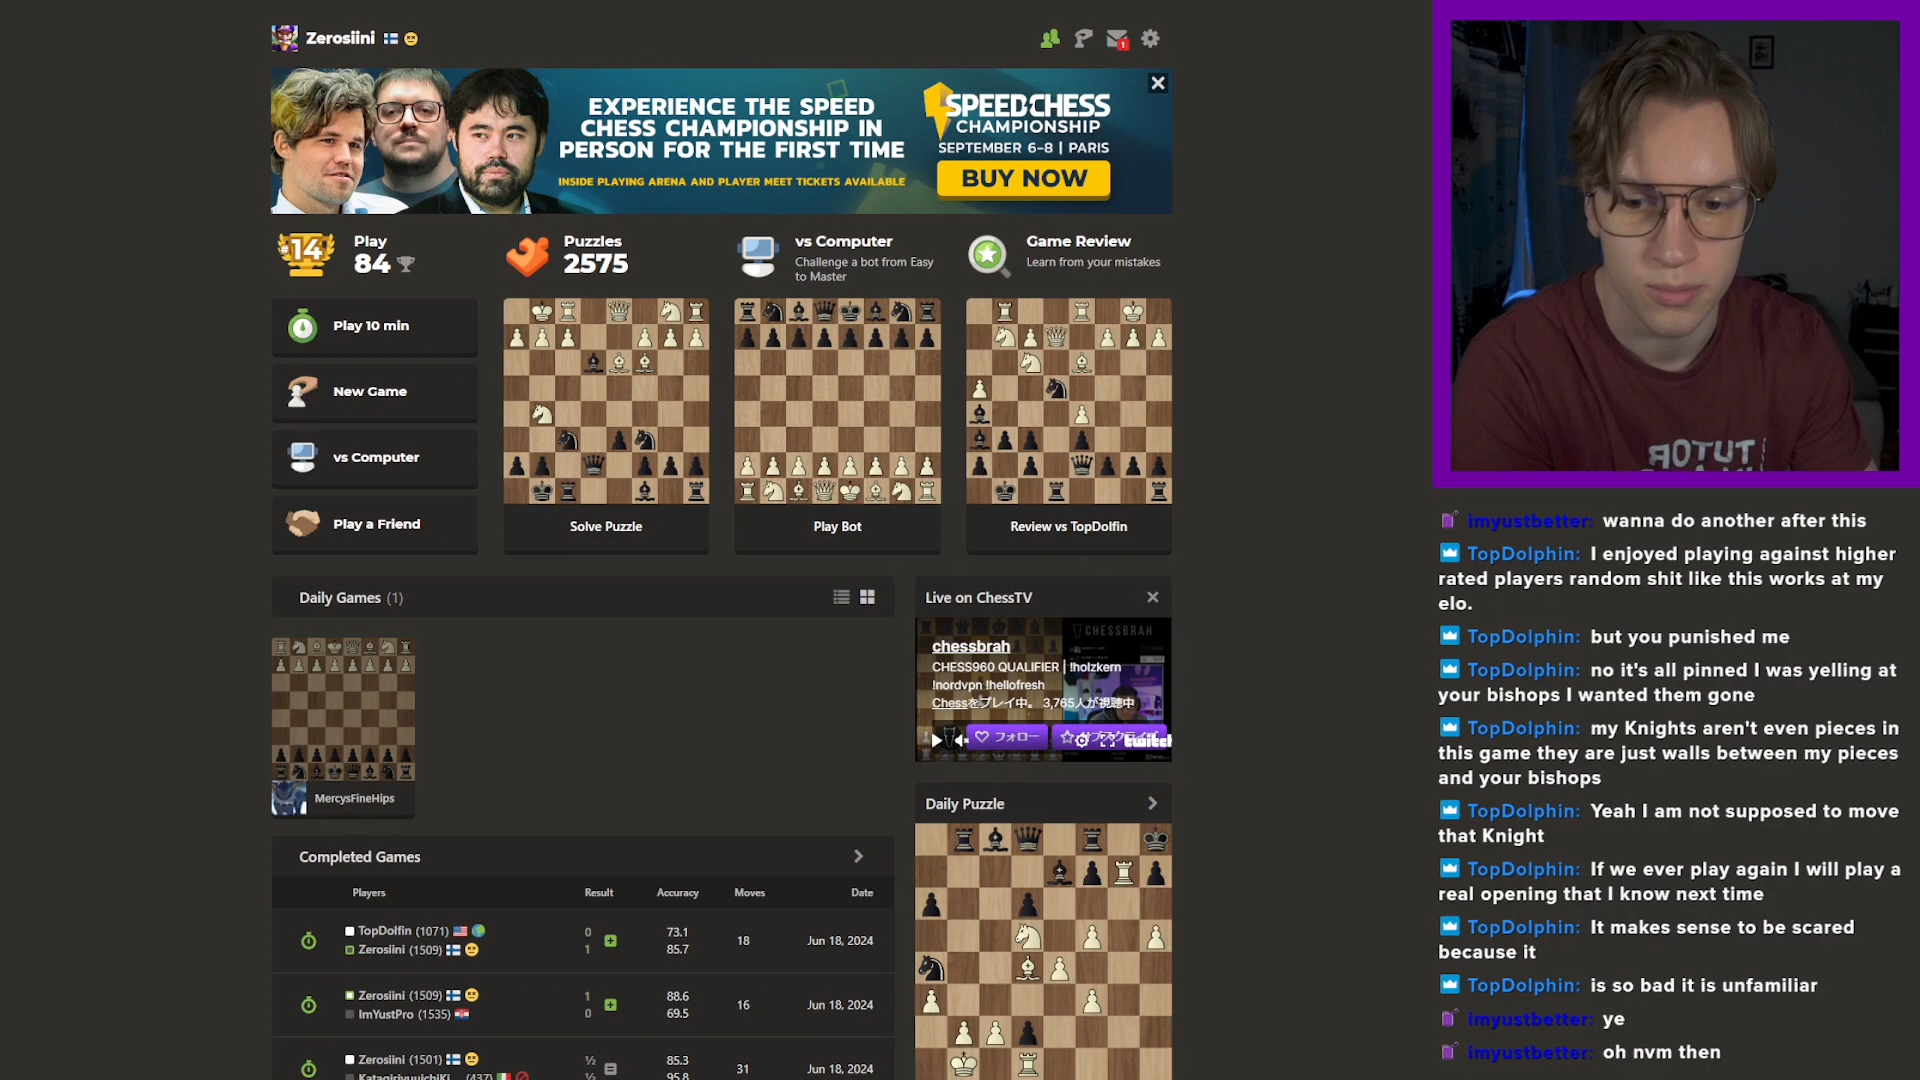 Zerosiini
1
EXPERIENCE THE SPEED
CHESS CHAMPIONSHIP IN
PERSON FOR THE FIRST TIME
INSIDE PLAYING ARENA AND PLAYER MEET TICKETS AVAILABLE
SPEED CHESS
CHAMPIONSHIP
SEPTEMBER 6-8 | PARIS
BUY NOW
#14
Play
84
Puzzles
2575
vs Computer
Challenge a bot from Easy
to Master
Game Review
Learn from your mistakes
Play 10 min
New Game
vs Computer
Play a Friend
Solve Puzzle
Play Bot
Review vs TopDolfin
Daily Games (1)
MercysFineHips
Live on ChessTV
CHESSBRAH
chessbrah
CHESS960 QUALIFIER | !holzkern
!nordvpn !hellofresh
Chessをプレイ中。 3,765人が視聴中
フォロー
twitch
Daily Puzzle
Completed Games
Players Result Accuracy Moves Date
TopDolfin (1071) 0 73.1
Zerosiini (1509) 1 85.7
18 Jun 18, 2024
Zerosiini (1509) 1 88.6
ImYustPro (1535) 0 69.5
16 Jun 18, 2024
Zerosiini (1501) ½ 85.3
(437) ½ 95.8
31 Jun 18, 2024
imyustbetter: wanna do another after this
TopDolphin: I enjoyed playing against higher
rated players random shit like this works at my
elo.
TopDolphin: but you punished me
TopDolphin: no it's all pinned I was yelling at
your bishops I wanted them gone
TopDolphin: my Knights aren't even pieces in
this game they are just walls between my pieces
and your bishops
TopDolphin: Yeah I am not supposed to move
that Knight
TopDolphin: If we ever play again I will play a
real opening that I know next time
TopDolphin: It makes sense to be scared
because it
TopDolphin: is so bad it is unfamiliar
imyustbetter: ye
imyustbetter: oh nvm then